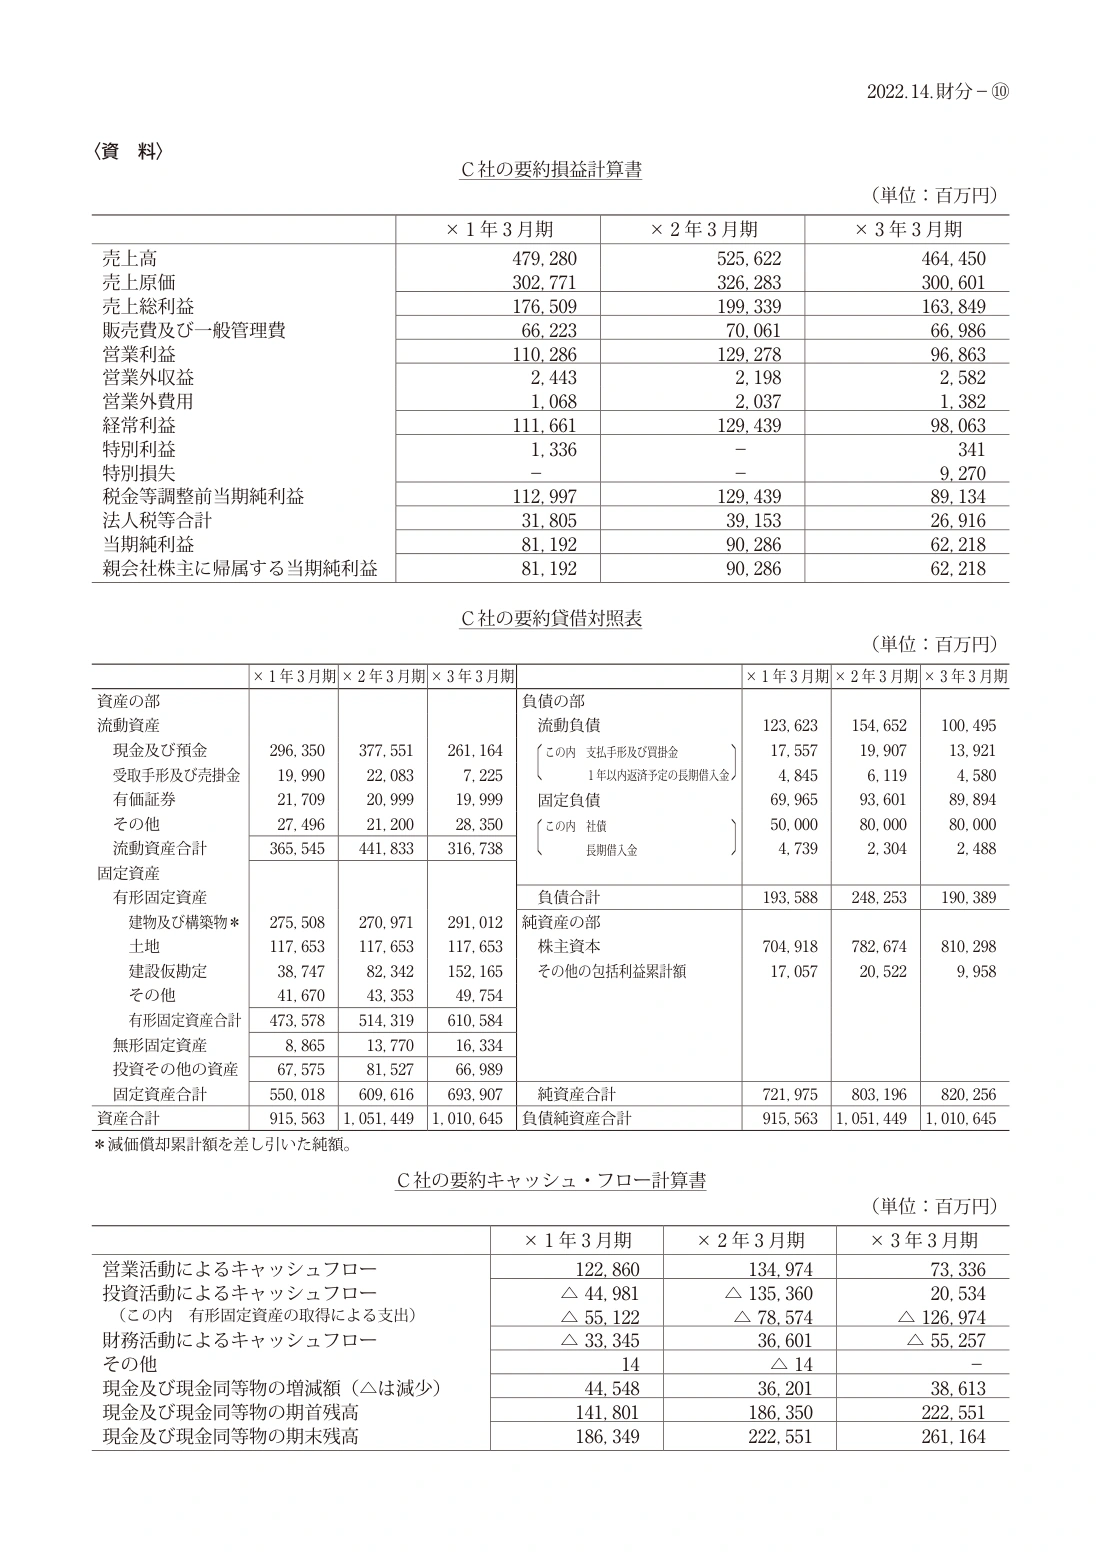 2022.14.財分－⑩
〈資　料〉
Ｃ社の要約損益計算書
（単位：百万円）
×１年３月期 ×２年３月期 ×３年３月期
売上高 479,280 525,622 464,450
売上原価 302,771 326,283 300,601
売上総利益 176,509 199,339 163,849
販売費及び一般管理費 66,223 70,061 66,986
営業利益 110,286 129,278 96,863
営業外収益 2,443 2,198 2,582
営業外費用 1,068 2,037 1,382
経常利益 111,661 129,439 98,063
特別利益 1,336 － 341
特別損失 － － 9,270
税金等調整前当期純利益 112,997 129,439 89,134
法人税等合計 31,805 39,153 26,916
当期純利益 81,192 90,286 62,218
親会社株主に帰属する当期純利益 81,192 90,286 62,218
Ｃ社の要約貸借対照表
（単位：百万円）
×１年３月期 ×２年３月期 ×３年３月期 ×１年３月期 ×２年３月期 ×３年３月期
資産の部 負債の部
流動資産 流動負債 123,623 154,652 100,495
現金及び預金 296,350 377,551 261,164 この内　支払手形及び買掛金 17,557 19,907 13,921
受取手形及び売掛金 19,990 22,083 7,225 １年以内返済予定の長期借入金 4,845 6,119 4,580
有価証券 21,709 20,999 19,999 固定負債 69,965 93,601 89,894
その他 27,496 21,200 28,350 この内　社債 50,000 80,000 80,000
流動資産合計 365,545 441,833 316,738 長期借入金 4,739 2,304 2,488
固定資産
有形固定資産 負債合計 193,588 248,253 190,389
建物及び構築物＊ 275,508 270,971 291,012 純資産の部
土地 117,653 117,653 117,653 株主資本 704,918 782,674 810,298
建設仮勘定 38,747 82,342 152,165 その他の包括利益累計額 17,057 20,522 9,958
その他 41,670 43,353 49,754
有形固定資産合計 473,578 514,319 610,584
無形固定資産 8,865 13,770 16,334
投資その他の資産 67,575 81,527 66,989
固定資産合計 550,018 609,616 693,907 純資産合計 721,975 803,196 820,256
資産合計 915,563 1,051,449 1,010,645 負債純資産合計 915,563 1,051,449 1,010,645
＊減価償却累計額を差し引いた純額。
Ｃ社の要約キャッシュ・フロー計算書
（単位：百万円）
×１年３月期 ×２年３月期 ×３年３月期
営業活動によるキャッシュフロー 122,860 134,974 73,336
投資活動によるキャッシュフロー △44,981 △135,360 20,534
（この内　有形固定資産の取得による支出） △55,122 △78,574 △126,974
財務活動によるキャッシュフロー △33,345 36,601 △55,257
その他 14 △14 －
現金及び現金同等物の増減額（△は減少） 44,548 36,201 38,613
現金及び現金同等物の期首残高 141,801 186,350 222,551
現金及び現金同等物の期末残高 186,349 222,551 261,164